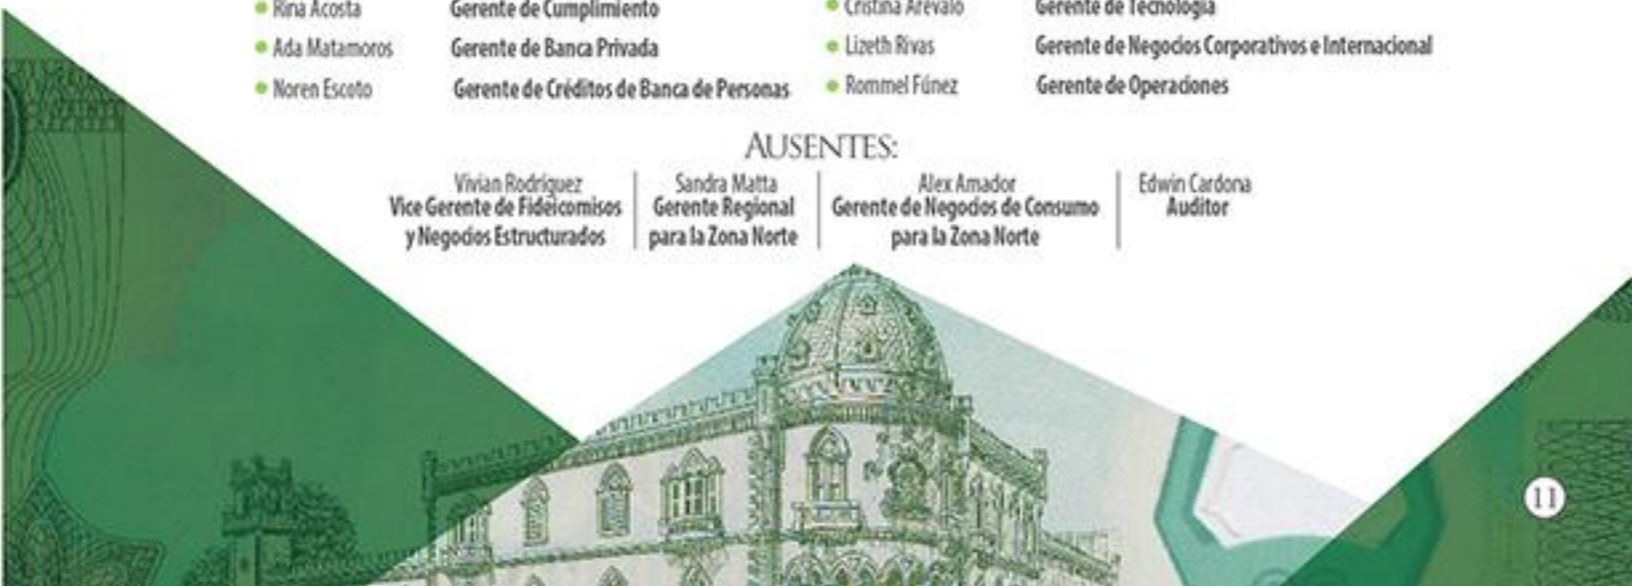 Rina Acosta Gerente de Cumplimiento
Cristina Arévalo Gerente de Tecnología
Ada Matamoros Gerente de Banca Privada
Lizeth Rivas Gerente de Negocios Corporativos e Internacional
Noren Escoto Gerente de Créditos de Banca de Personas
Rommel Fúnez Gerente de Operaciones
AUSENTES:
Vivian Rodríguez
Vice Gerente de Fideicomisos
y Negocios Estructurados
Sandra Matta
Gerente Regional
para la Zona Norte
Alex Amador
Gerente de Negocios de Consumo
para la Zona Norte
Edwin Cardona
Auditor
11